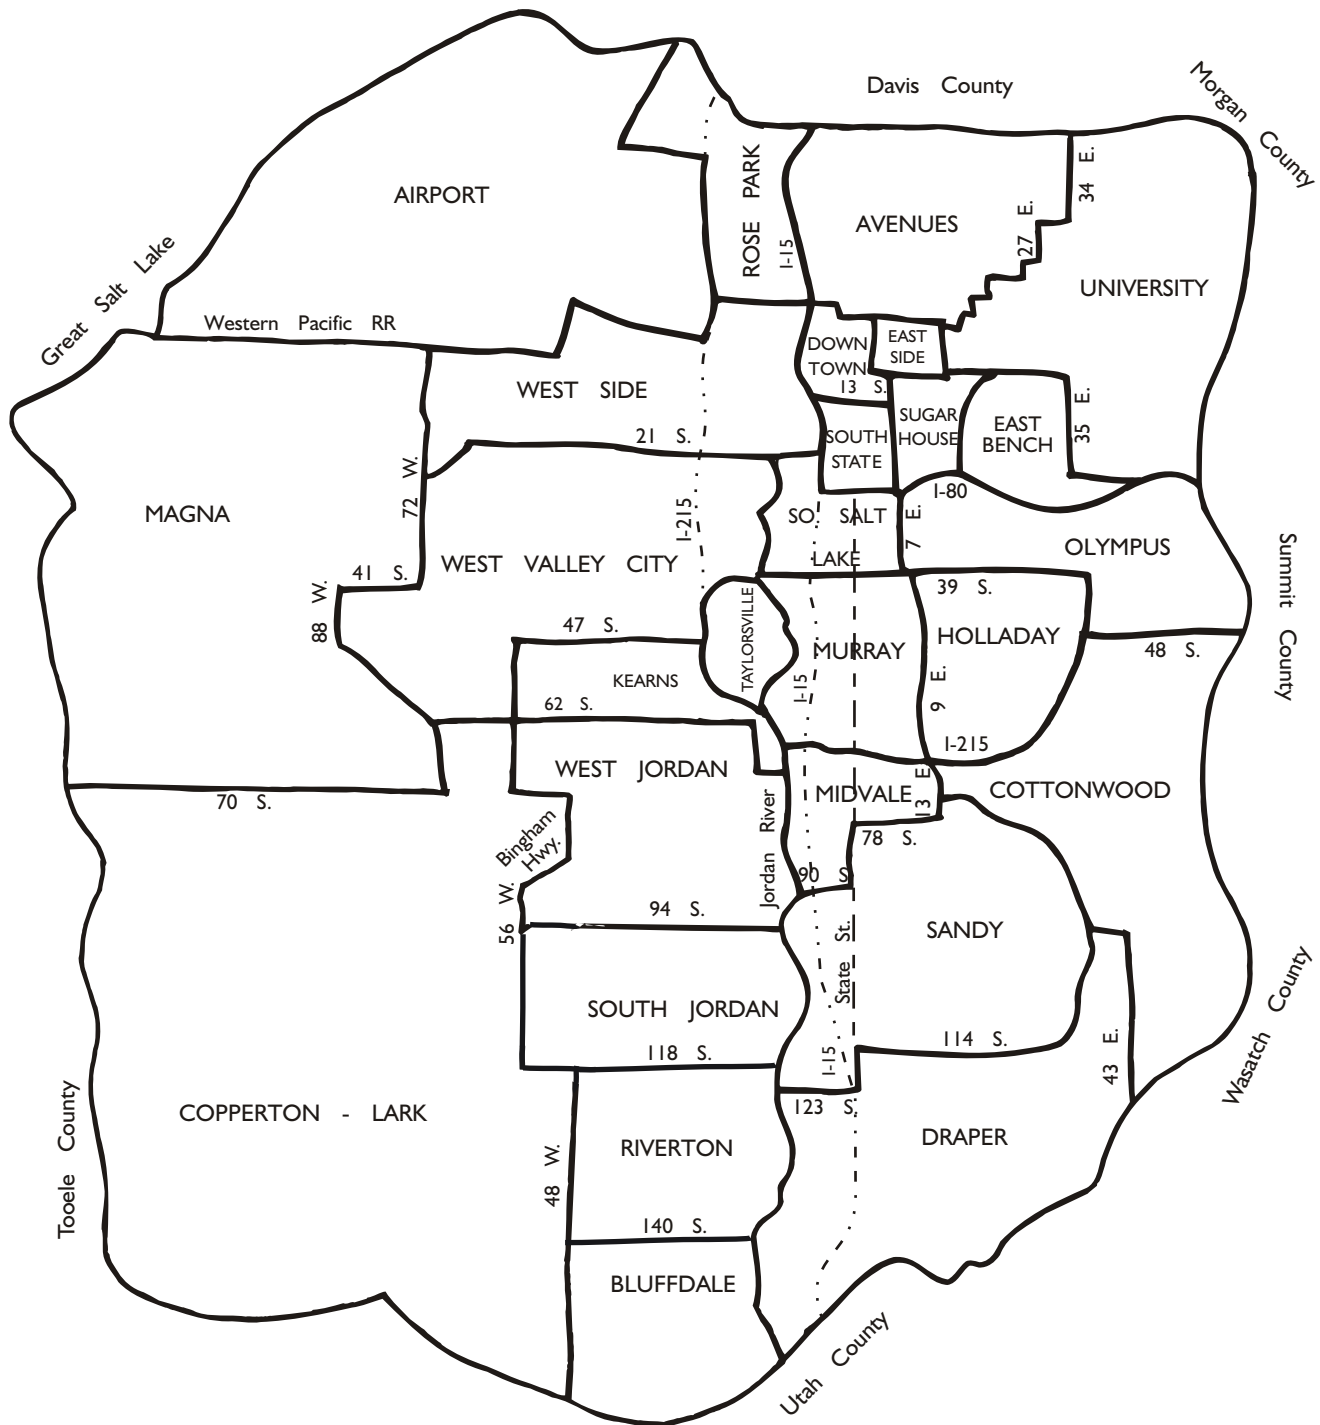 Davis County
Morgan County
AIRPORT
ROSE PARK
I-15
AVENUES
34 E.
27 E.
UNIVERSITY
Great Salt Lake
Western Pacific RR
DOWN
TOWN
13 S.
EAST
SIDE
WEST SIDE
21 S.
SUGAR
HOUSE
EAST
BENCH
35 E.
SOUTH
STATE
I-80
MAGNA
72 W.
I-215
SO. SALT
LAKE
7 E.
OLYMPUS
WEST VALLEY CITY
41 S.
88 W.
39 S.
Summit County
47 S.
TAYLORSVILLE
MURRAY
HOLLADAY
48 S.
KEARNS
I-15
9 E.
62 S.
I-215
WEST JORDAN
MIDVALE
13 E.
COTTONWOOD
70 S.
Bingham
Hwy.
Jordan River
78 S.
90 S.
56 W.
94 S.
State St.
SANDY
SOUTH JORDAN
118 S.
I-15
114 S.
43 E.
Wasatch County
Tooele County
COPPERTON - LARK
123 S.
DRAPER
RIVERTON
48 W.
140 S.
BLUFFDALE
Utah County